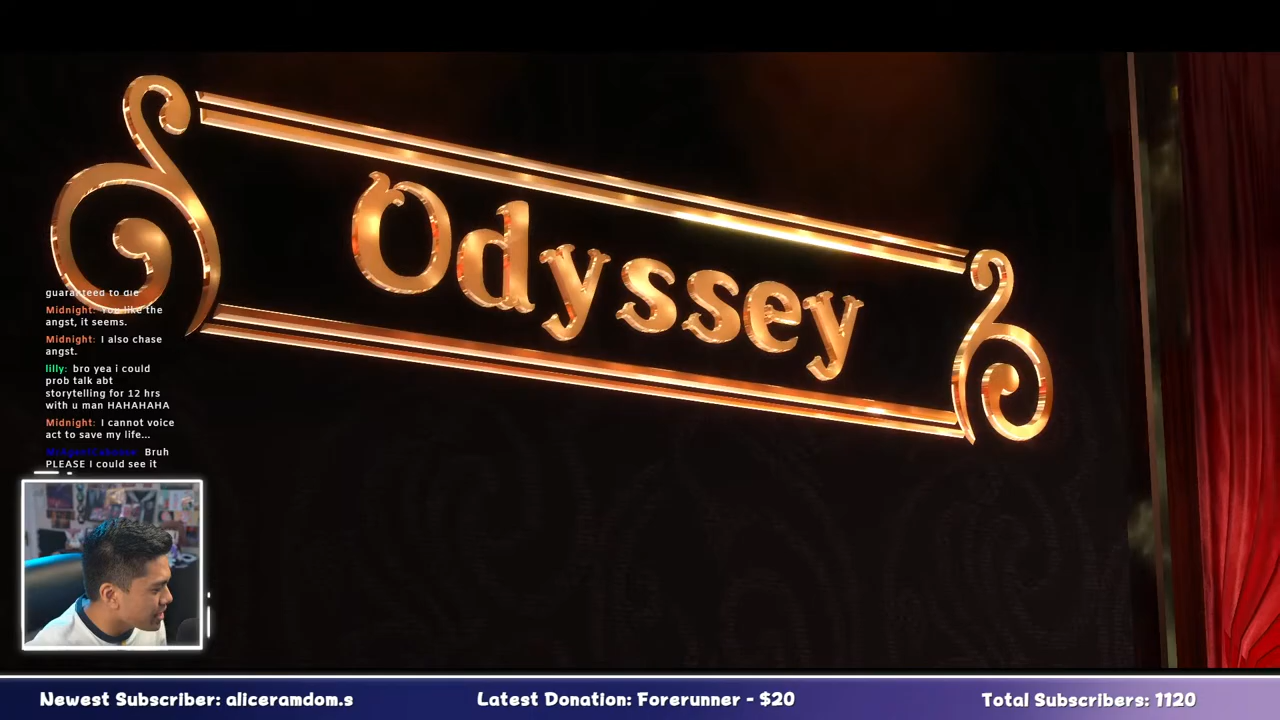 Odyssey
guaranteed to die
Midnight: You like the
angst, it seems.
Midnight: I also chase
angst.
lilly: bro yea i could
prob talk abt
storytelling for 12 hrs
with u man HAHAHAHA
Midnight: I cannot voice
act to save my life...
Bruh
PLEASE I could see it
Newest Subscriber: aliceramdom.s
Latest Donation: Forerunner - $20
Total Subscribers: 1120